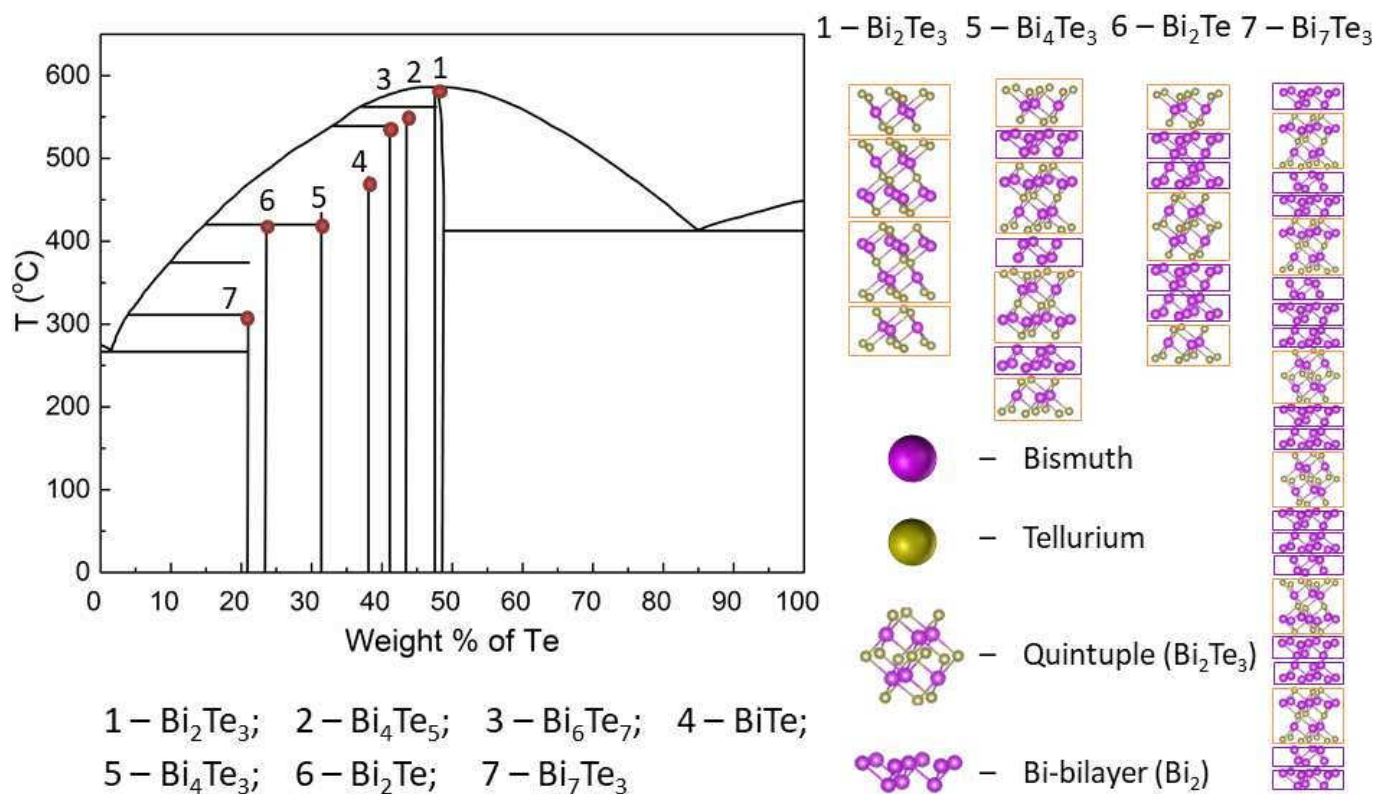 1 – Bi₂Te₃ 5 – Bi₄Te₃ 6 – Bi₂Te 7 – Bi₇Te₃
600
500
400
300
200
100
0
T (°C)
1
2
3
4
5
6
7
0 10 20 30 40 50 60 70 80 90 100
Weight % of Te
– Bismuth
– Tellurium
– Quintuple (Bi₂Te₃)
– Bi-bilayer (Bi₂)
1 – Bi₂Te₃; 2 – Bi₄Te₅; 3 – Bi₆Te₇; 4 – BiTe;
5 – Bi₄Te₃; 6 – Bi₂Te; 7 – Bi₇Te₃